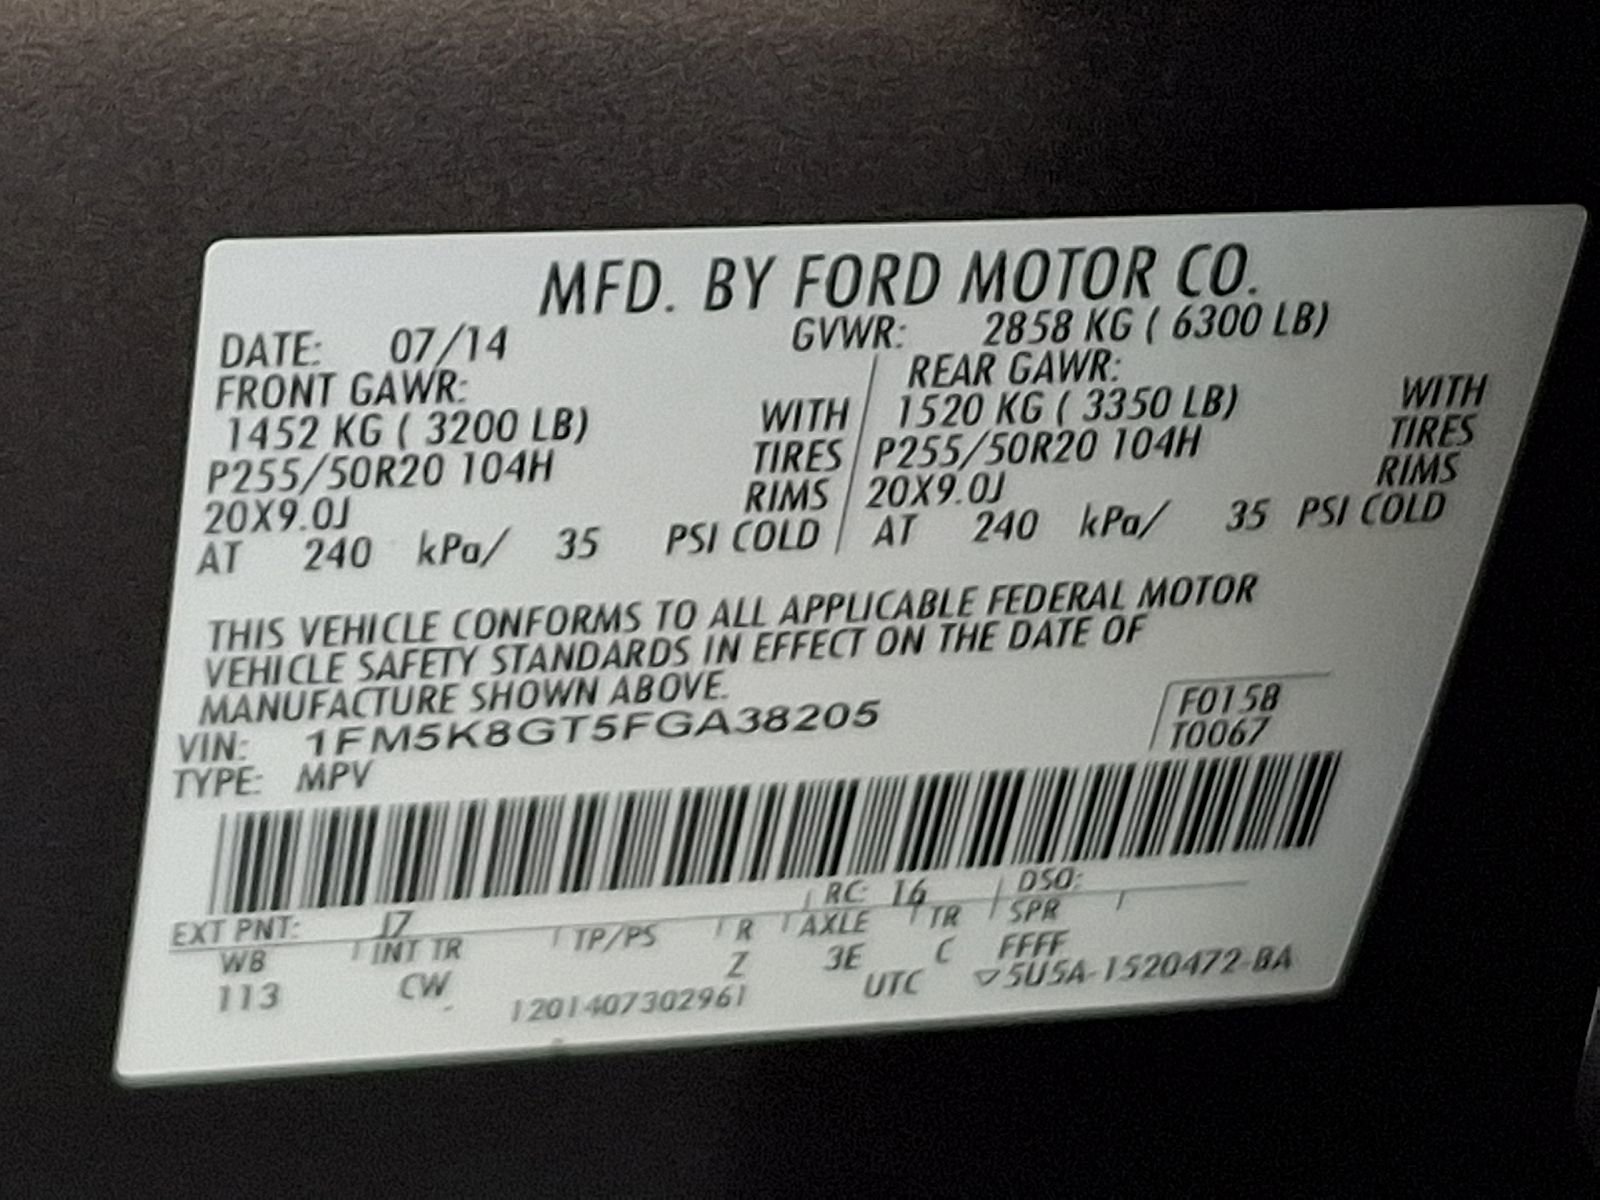 MFD. BY FORD MOTOR CO.
DATE: 07/14 GVWR: 2858 KG ( 6300 LB)
FRONT GAWR: REAR GAWR:
1452 KG ( 3200 LB) WITH 1520 KG ( 3350 LB) WITH
P255/50R20 104H TIRES P255/50R20 104H TIRES
20X9.0J RIMS 20X9.0J RIMS
AT 240 kPa/ 35 PSI COLD AT 240 kPa/ 35 PSI COLD
THIS VEHICLE CONFORMS TO ALL APPLICABLE FEDERAL MOTOR
VEHICLE SAFETY STANDARDS IN EFFECT ON THE DATE OF
MANUFACTURE SHOWN ABOVE.
VIN: 1FM5K8GT5FGA38205 F0158
TYPE: MPV T0067
EXT PNT: J7 RC: 16 DSO:
WB INT TR TP/PS R AXLE TR SPR
113 CW Z 3E C FFFF
1201407302961 UTC ▽5U5A-1520472-BA